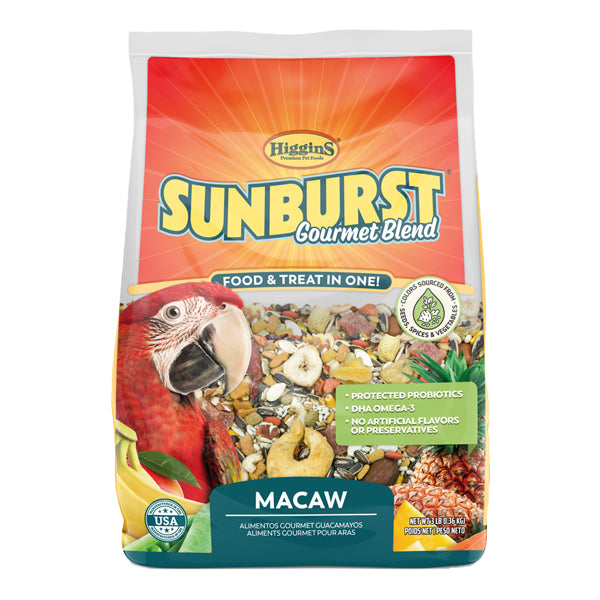 HigginS®
Premium Pet Foods
SUNBURST®
Gourmet Blend
FOOD & TREAT IN ONE!
COLORS SOURCED FROM
SEEDS, SPICES & VEGETABLES
• PROTECTED PROBIOTICS
• DHA OMEGA-3
• NO ARTIFICIAL FLAVORS
OR PRESERVATIVES
MACAW
ALIMENTOS GOURMET GUACAMAYOS
ALIMENTS GOURMET POUR ARAS
USA
NET WT 3 LB (1.36 KG)
POIDS NET | PESO NETO